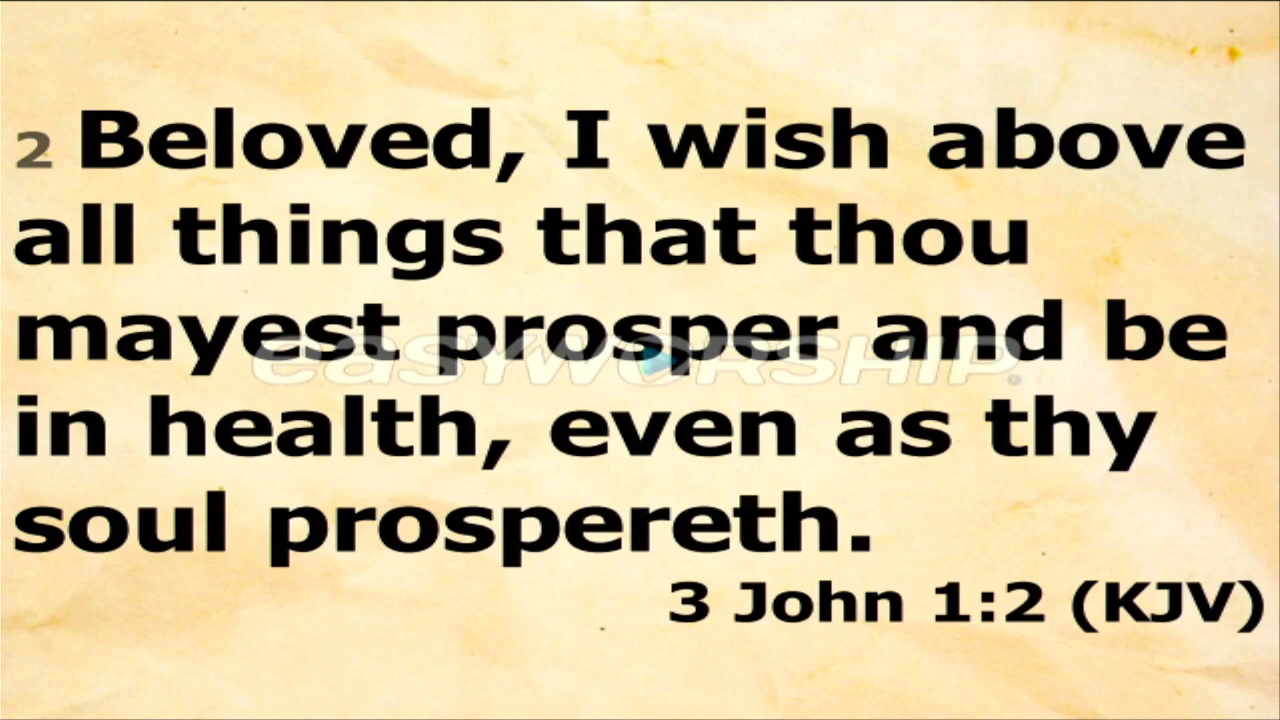 2 Beloved, I wish above
all things that thou
mayest prosper and be
easyworship®
in health, even as thy
soul prospereth.
3 John 1:2 (KJV)